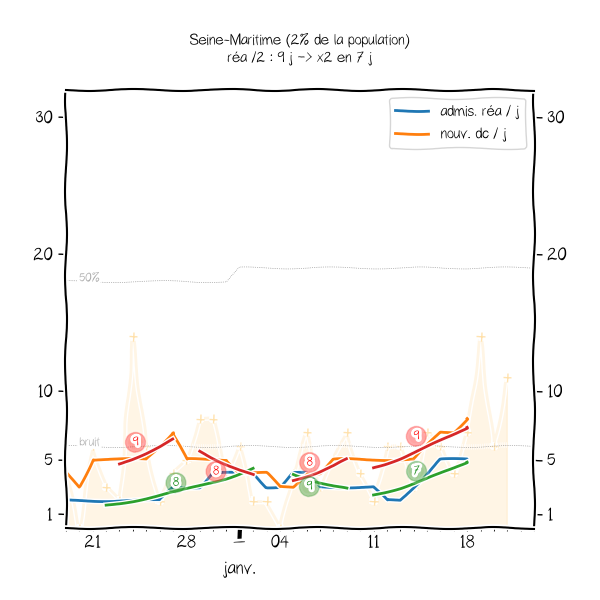 Seine-Maritime (2% de la population)
réa /2 : 9 j -> x2 en 7 j
admis. réa / j
nouv. dc / j
30 30
20 20
50%
10 10
bruit
9 8 8 8 9 9 7
5 5
1 1
21 28 1 04 11 18
janv.